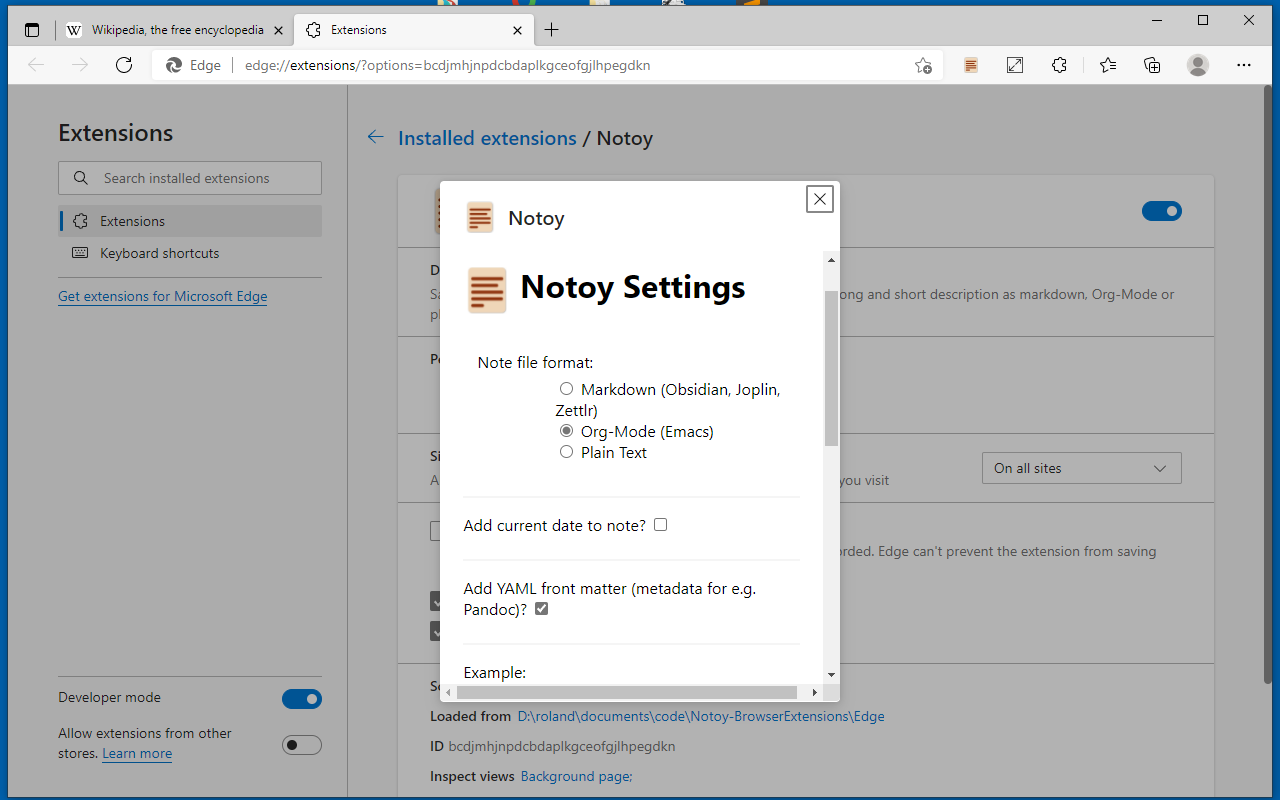 Wikipedia, the free encyclopedia
Extensions
Edge
edge://extensions/?options=bcdjmhjnpdcbdaplkgceofgjlhpegdkn
Extensions
Search installed extensions
Extensions
Keyboard shortcuts
Get extensions for Microsoft Edge
Developer mode
Allow extensions from other
stores. Learn more
Installed extensions / Notoy
ong and short description as markdown, Org-Mode or
you visit
On all sites
orded. Edge can't prevent the extension from saving
Notoy
Notoy Settings
Note file format:
Markdown (Obsidian, Joplin,
Zettlr)
Org-Mode (Emacs)
Plain Text
Add current date to note?
Add YAML front matter (metadata for e.g.
Pandoc)?
Example:
Loaded from D:\roland\documents\code\Notoy-BrowserExtensions\Edge
ID bcdjmhjnpdcbdaplkgceofgjlhpegdkn
Inspect views Background page;